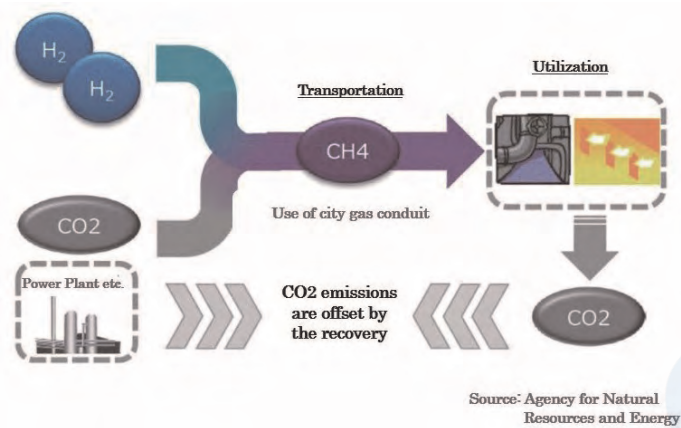 H2
H2
Transportation
Utilization
CH4
Use of city gas conduit
CO2
Power Plant etc.
CO2 emissions
are offset by
the recovery
CO2
Source: Agency for Natural
Resources and Energy